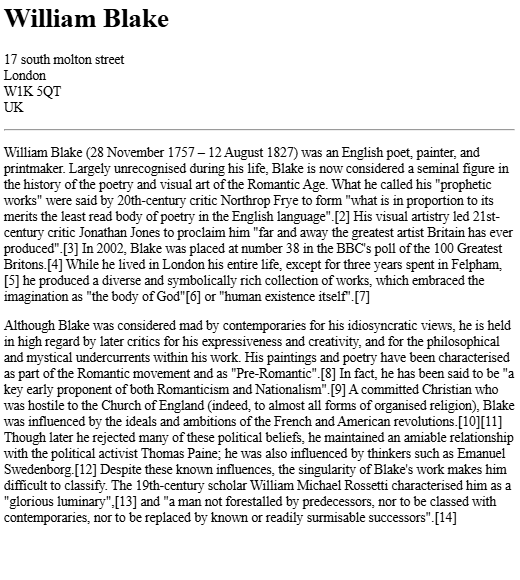 William Blake
17 south molton street
London
W1K 5QT
UK
William Blake (28 November 1757 – 12 August 1827) was an English poet, painter, and
printmaker. Largely unrecognised during his life, Blake is now considered a seminal figure in
the history of the poetry and visual art of the Romantic Age. What he called his "prophetic
works" were said by 20th-century critic Northrop Frye to form "what is in proportion to its
merits the least read body of poetry in the English language".[2] His visual artistry led 21st-
century critic Jonathan Jones to proclaim him "far and away the greatest artist Britain has ever
produced".[3] In 2002, Blake was placed at number 38 in the BBC's poll of the 100 Greatest
Britons.[4] While he lived in London his entire life, except for three years spent in Felpham,
[5] he produced a diverse and symbolically rich collection of works, which embraced the
imagination as "the body of God"[6] or "human existence itself".[7]
Although Blake was considered mad by contemporaries for his idiosyncratic views, he is held
in high regard by later critics for his expressiveness and creativity, and for the philosophical
and mystical undercurrents within his work. His paintings and poetry have been characterised
as part of the Romantic movement and as "Pre-Romantic".[8] In fact, he has been said to be "a
key early proponent of both Romanticism and Nationalism".[9] A committed Christian who
was hostile to the Church of England (indeed, to almost all forms of organised religion), Blake
was influenced by the ideals and ambitions of the French and American revolutions.[10][11]
Though later he rejected many of these political beliefs, he maintained an amiable relationship
with the political activist Thomas Paine; he was also influenced by thinkers such as Emanuel
Swedenborg.[12] Despite these known influences, the singularity of Blake's work makes him
difficult to classify. The 19th-century scholar William Michael Rossetti characterised him as a
"glorious luminary",[13] and "a man not forestalled by predecessors, nor to be classed with
contemporaries, nor to be replaced by known or readily surmisable successors".[14]